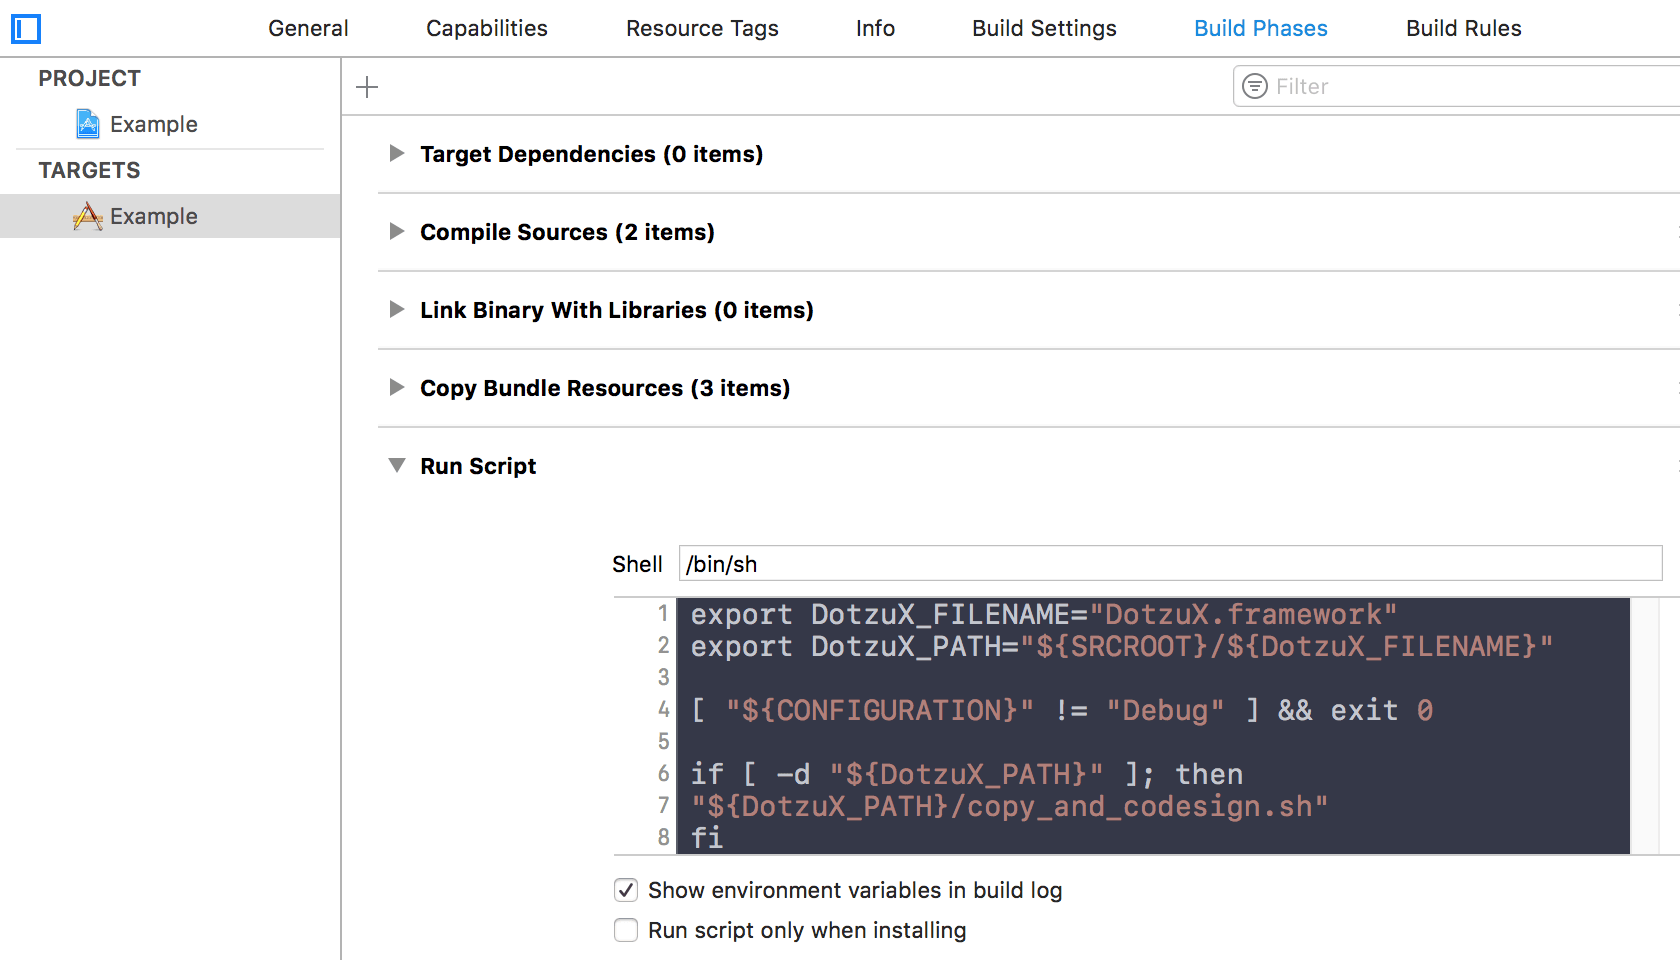 General Capabilities Resource Tags Info Build Settings Build Phases Build Rules
PROJECT
Example
TARGETS
Example
Filter
Target Dependencies (0 items)
Compile Sources (2 items)
Link Binary With Libraries (0 items)
Copy Bundle Resources (3 items)
Run Script
Shell /bin/sh
1 export DotzuX_FILENAME="DotzuX.framework"
2 export DotzuX_PATH="${SRCROOT}/${DotzuX_FILENAME}"
3
4 [ "${CONFIGURATION}" != "Debug" ] && exit 0
5
6 if [ -d "${DotzuX_PATH}" ]; then
7 "${DotzuX_PATH}/copy_and_codesign.sh"
8 fi
Show environment variables in build log
Run script only when installing